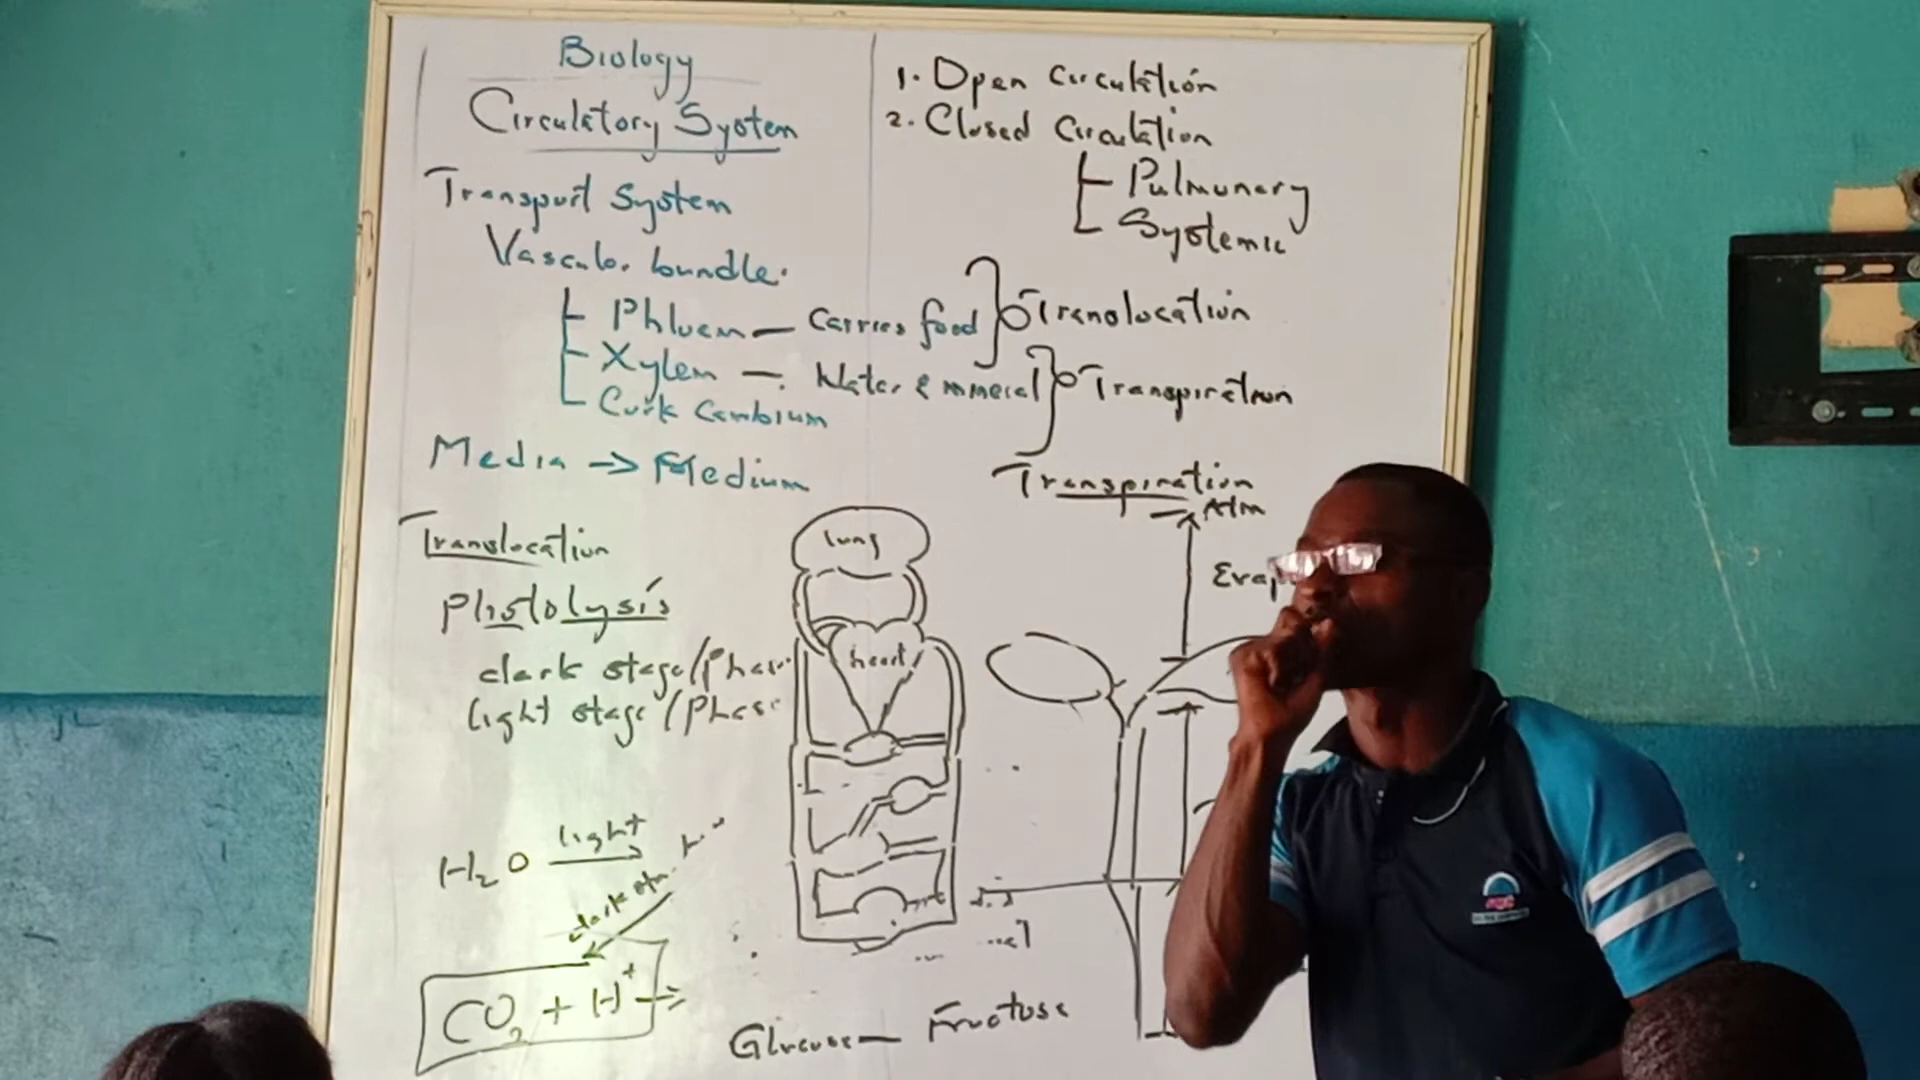 Biology
Circulatory System
Transport System
Vascular bundle.
Phloem — Carries food
Xylem — Water & mineral
Cork Cambium
Media → Medium
Translocation
Photolysis
dark stage/Phase
light stage/Phase
H₂O light
dark
CO₂ + H⁺ →
1. Open Circulation
2. Closed Circulation
Pulmunary
Systemic
Translocation
Transpiration
Transpiration
Atm
Evap
lung
heart
Glucose — Fructose